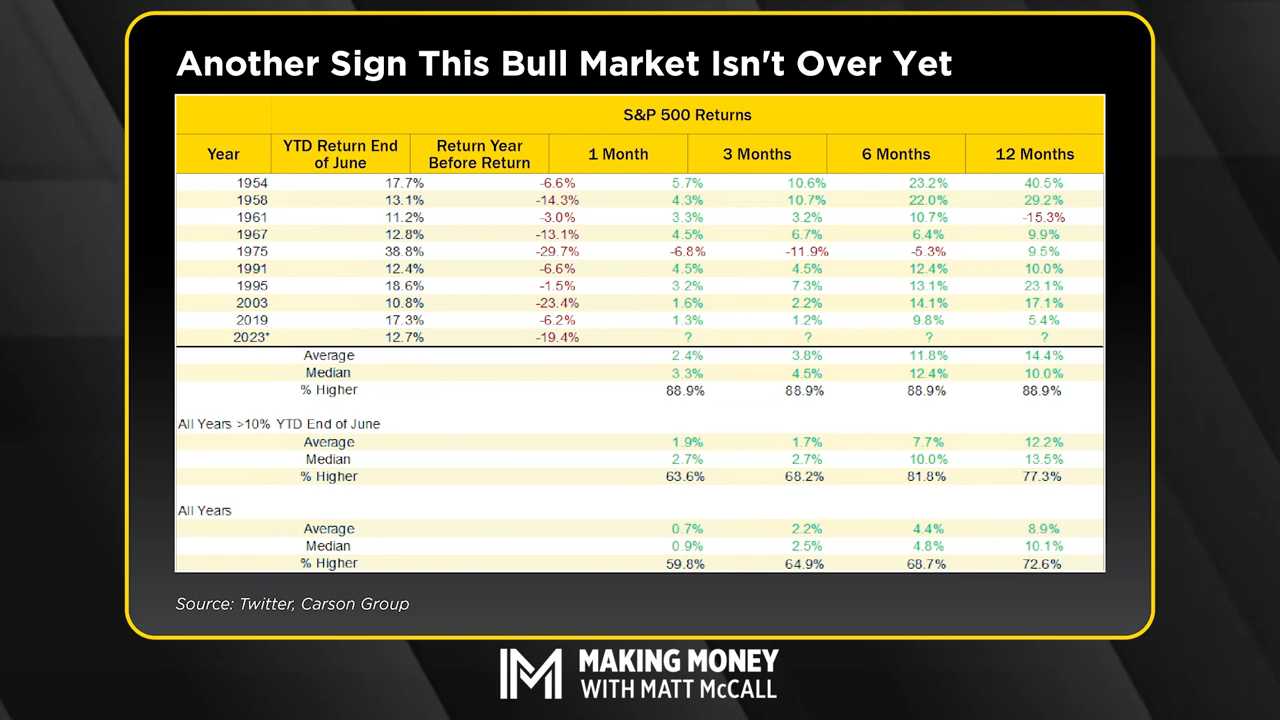 Another Sign This Bull Market Isn't Over Yet
S&P 500 Returns
Year YTD Return End of June Return Year Before Return 1 Month 3 Months 6 Months 12 Months
1954 17.7% -6.6% 5.7% 10.6% 23.2% 40.5%
1958 13.1% -14.3% 4.3% 10.7% 22.0% 29.2%
1961 11.2% -3.0% 3.3% 3.2% 10.7% -15.3%
1967 12.8% -13.1% 4.5% 6.7% 6.4% 9.9%
1975 38.8% -29.7% -6.8% -11.9% -5.3% 9.5%
1991 12.4% -6.6% 4.5% 4.5% 12.4% 10.0%
1995 18.6% -1.5% 3.2% 7.3% 13.1% 23.1%
2003 10.8% -23.4% 1.6% 2.2% 14.1% 17.1%
2019 17.3% -6.2% 1.3% 1.2% 9.8% 5.4%
2023* 12.7% -19.4% ? ? ? ?
Average 2.4% 3.8% 11.8% 14.4%
Median 3.3% 4.5% 12.4% 10.0%
% Higher 88.9% 88.9% 88.9% 88.9%
All Years >10% YTD End of June
Average 1.9% 1.7% 7.7% 12.2%
Median 2.7% 2.7% 10.0% 13.5%
% Higher 63.6% 68.2% 81.8% 77.3%
All Years
Average 0.7% 2.2% 4.4% 8.9%
Median 0.9% 2.5% 4.8% 10.1%
% Higher 59.8% 64.9% 68.7% 72.6%
Source: Twitter, Carson Group
MAKING MONEY
WITH MATT McCALL